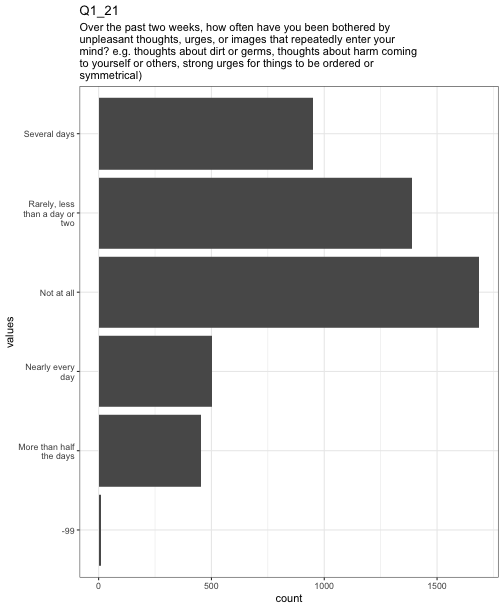 Q1_21
Over the past two weeks, how often have you been bothered by
unpleasant thoughts, urges, or images that repeatedly enter your
mind? e.g. thoughts about dirt or germs, thoughts about harm coming
to yourself or others, strong urges for things to be ordered or
symmetrical)
Several days
Rarely, less
than a day or
two
Not at all
values
Nearly every
day
More than half
the days
-99
0 500 1000 1500
count